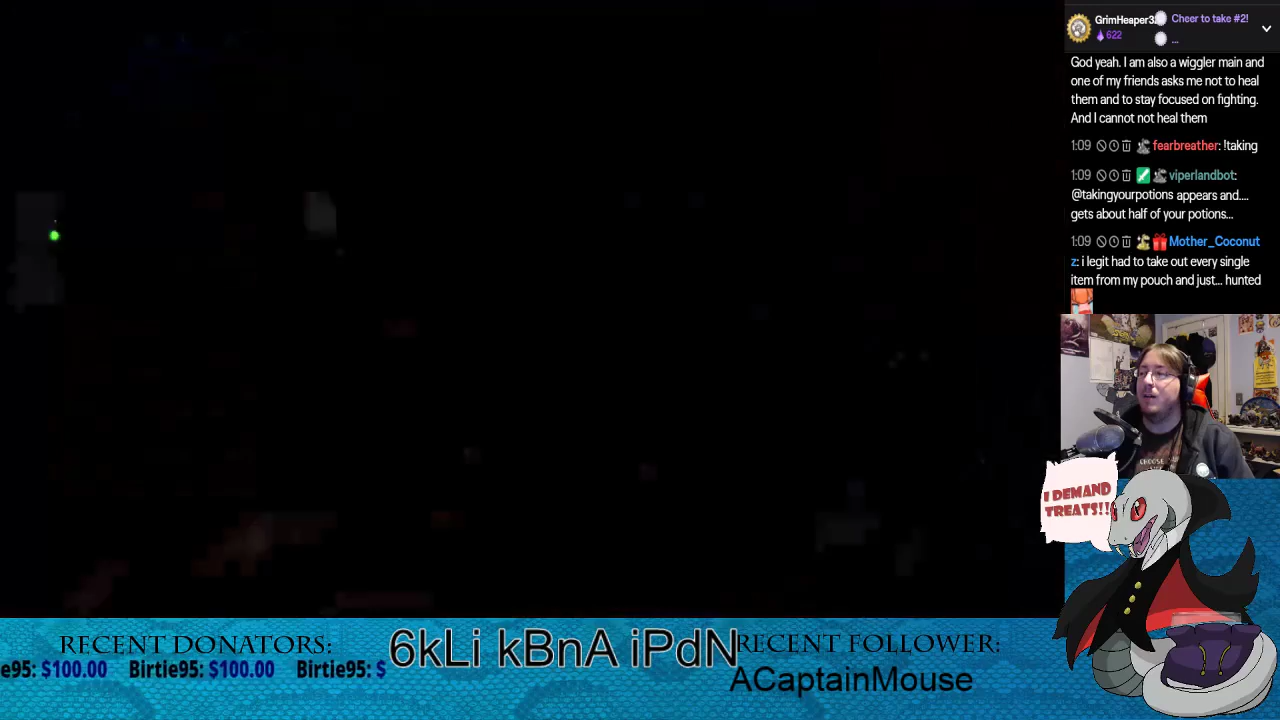 GrimHeaper3
622
Cheer to take #2!
...
God yeah. I am also a wiggler main and
one of my friends asks me not to heal
them and to stay focused on fighting.
And I cannot not heal them
1:09 fearbreather: !taking
1:09 viperlandbot:
@takingyourpotions appears and....
gets about half of your potions...
1:09 Mother_Coconut
z: i legit had to take out every single
item from my pouch and just... hunted
CHOOSE
I DEMAND
TREATS!!
RECENT DONATORS:
e95: $100.00 Birtie95: $100.00 Birtie95: $
6kLi kBnA iPdN
RECENT FOLLOWER:
ACaptainMouse